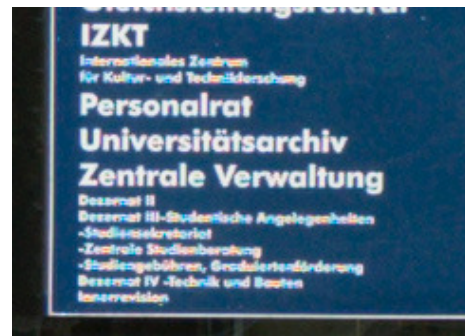 Gleichstellungsreferat
IZKT
Internationales Zentrum
für Kultur- und Technikforschung
Personalrat
Universitätsarchiv
Zentrale Verwaltung
Dezernat II
Dezernat III-Studentische Angelegenheiten
-Studiensekretariat
-Zentrale Studienberatung
-Studiengebühren, Graduiertenförderung
Dezernat IV -Technik und Bauten
Innenrevision